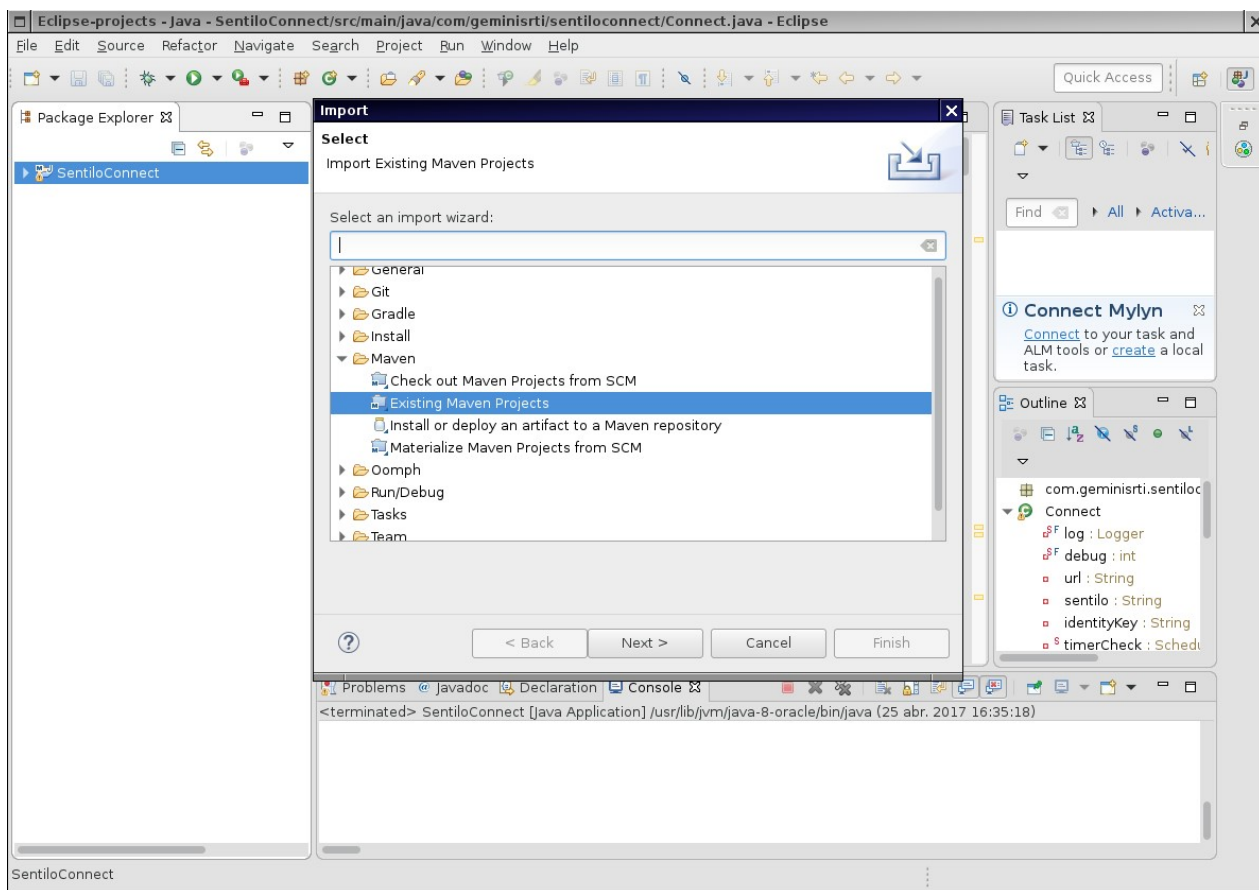 Eclipse-projects - Java - SentiloConnect/src/main/java/com/geminisrti/sentiloconnect/Connect.java - Eclipse
File Edit Source Refactor Navigate Search Project Run Window Help
Quick Access
Package Explorer
SentiloConnect
Import
Select
Import Existing Maven Projects
Select an import wizard:
General
Git
Gradle
Install
Maven
Check out Maven Projects from SCM
Existing Maven Projects
Install or deploy an artifact to a Maven repository
Materialize Maven Projects from SCM
Oomph
Run/Debug
Tasks
Team
< Back Next > Cancel Finish
Task List
Find All Activa...
Connect Mylyn
Connect to your task and
ALM tools or create a local
task.
Outline
com.geminisrti.sentiloc
Connect
log : Logger
debug : int
url : String
sentilo : String
identityKey : String
timerCheck : Sched
Problems Javadoc Declaration Console
<terminated> SentiloConnect [Java Application] /usr/lib/jvm/java-8-oracle/bin/java (25 abr. 2017 16:35:18)
SentiloConnect